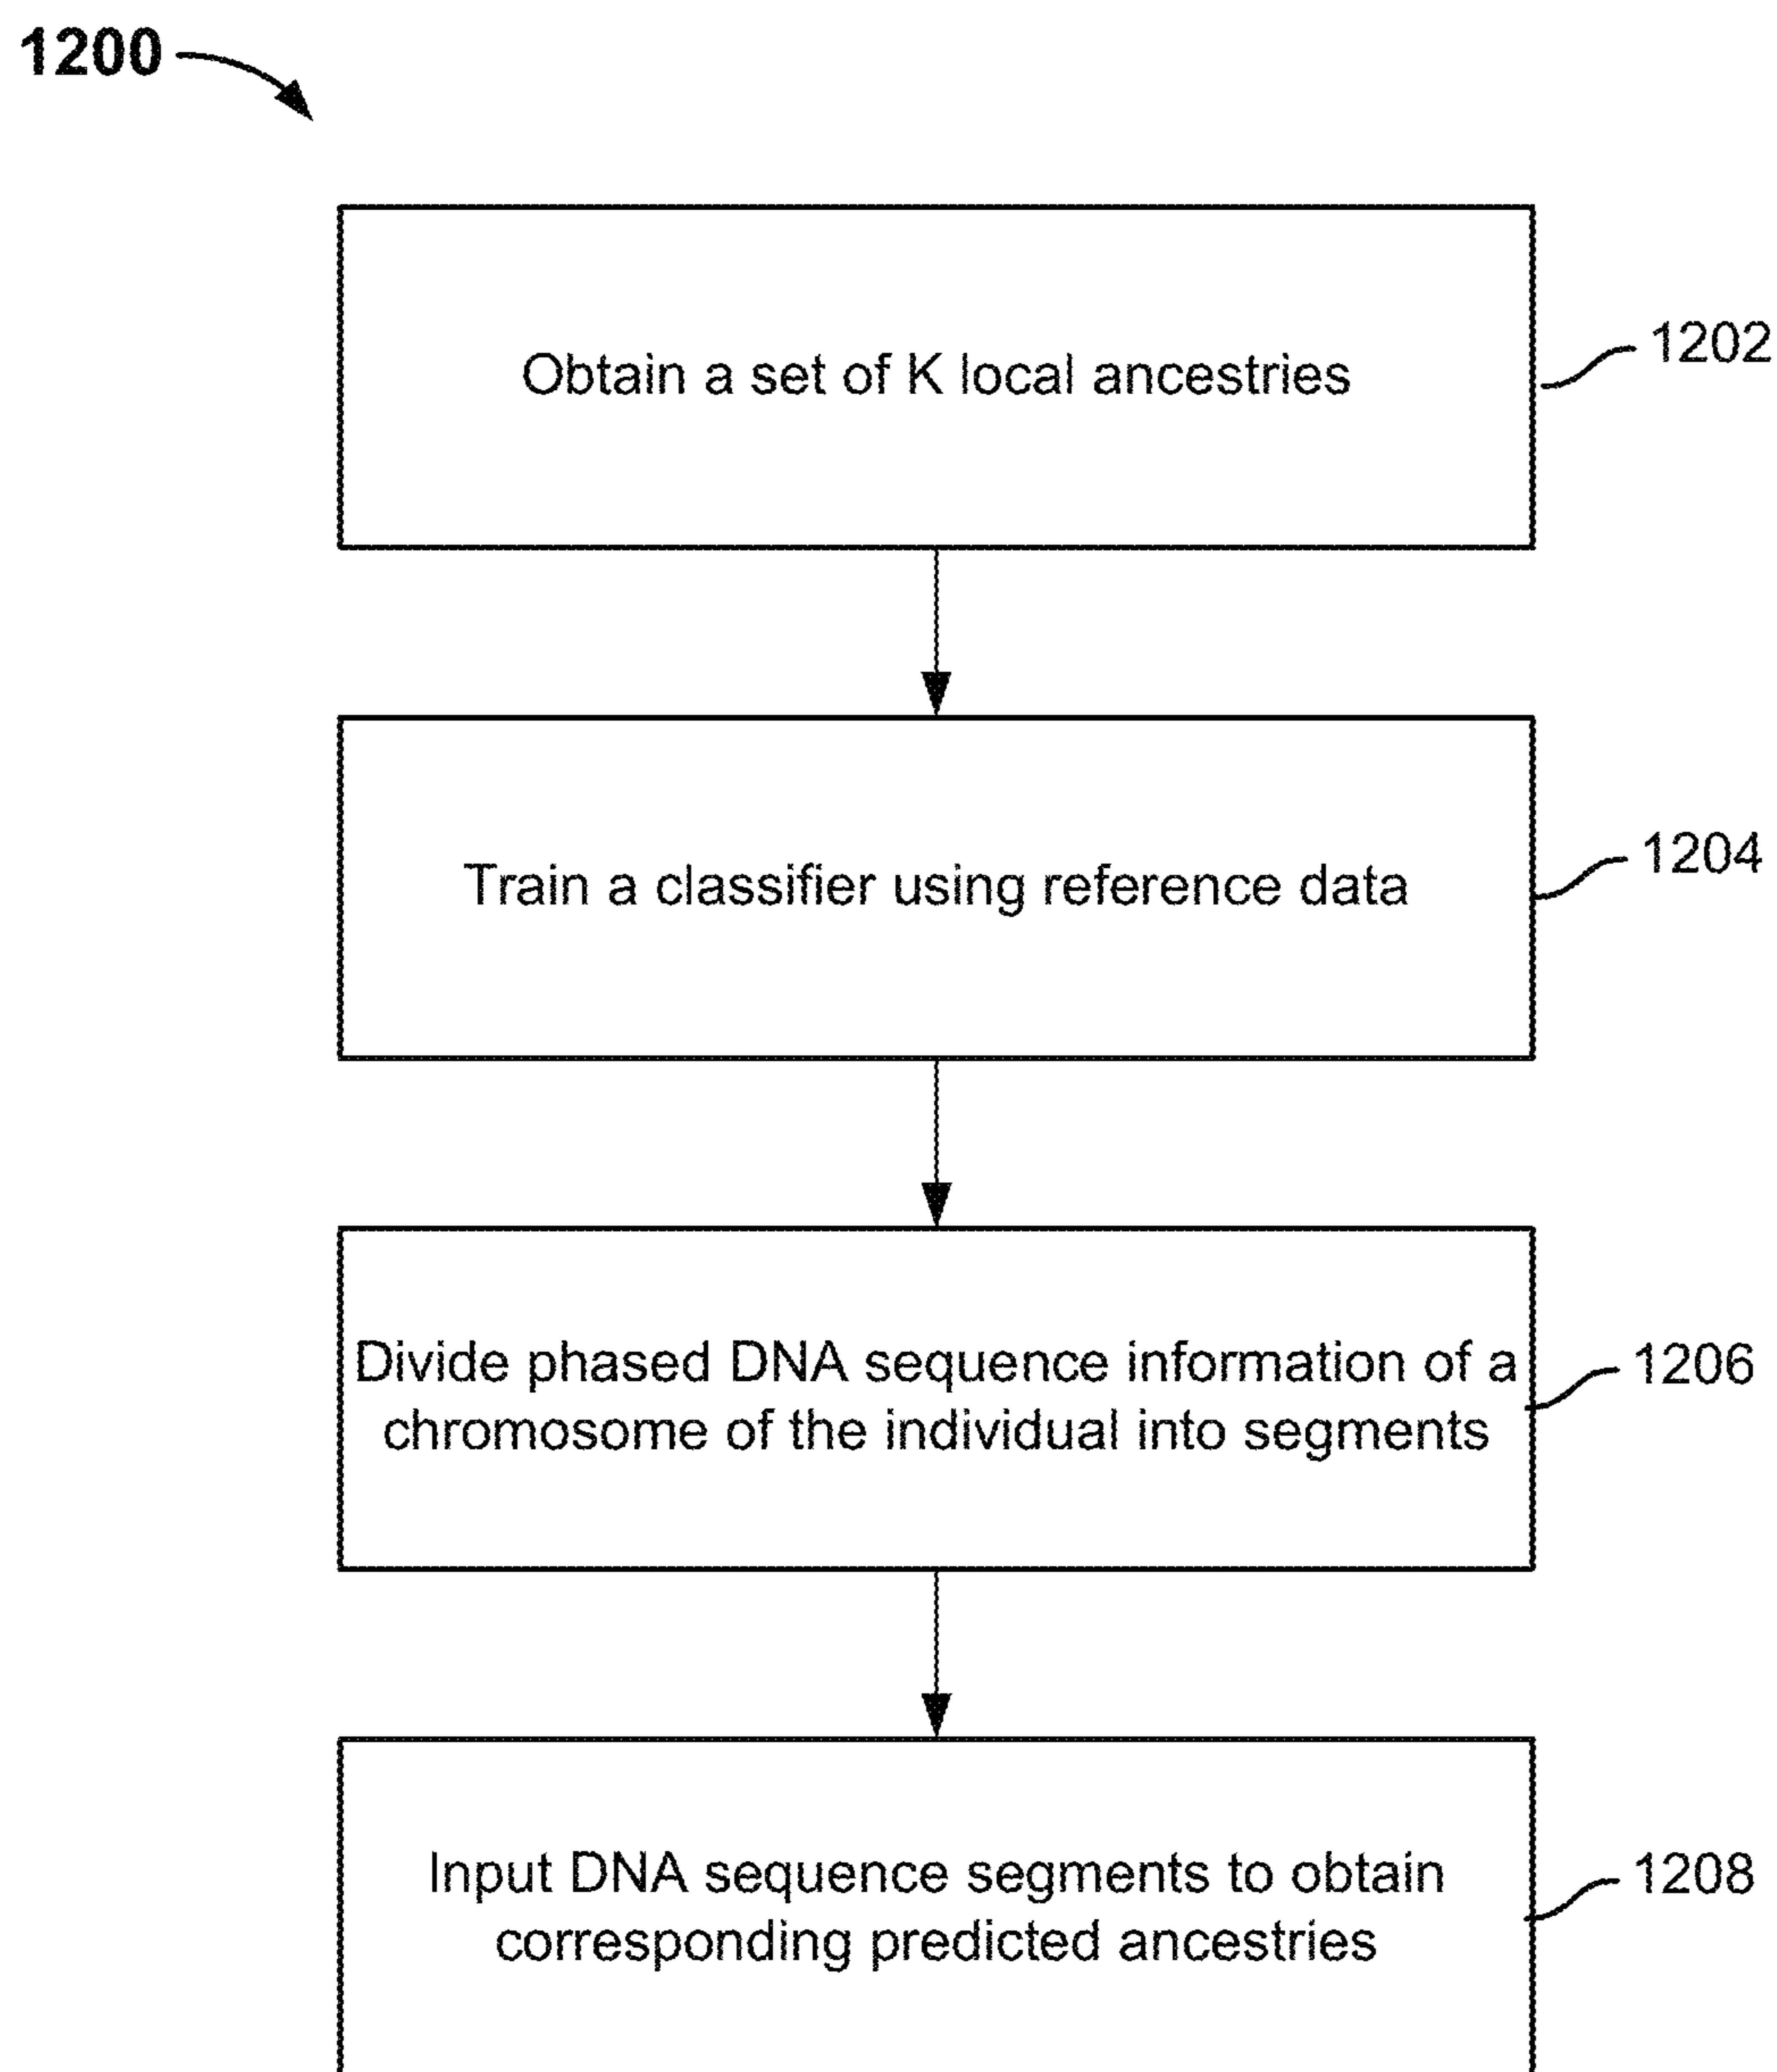 1200
Obtain a set of K local ancestries
1202
Train a classifier using reference data
1204
Divide phased DNA sequence information of a
chromosome of the individual into segments
1206
Input DNA sequence segments to obtain
corresponding predicted ancestries
1208